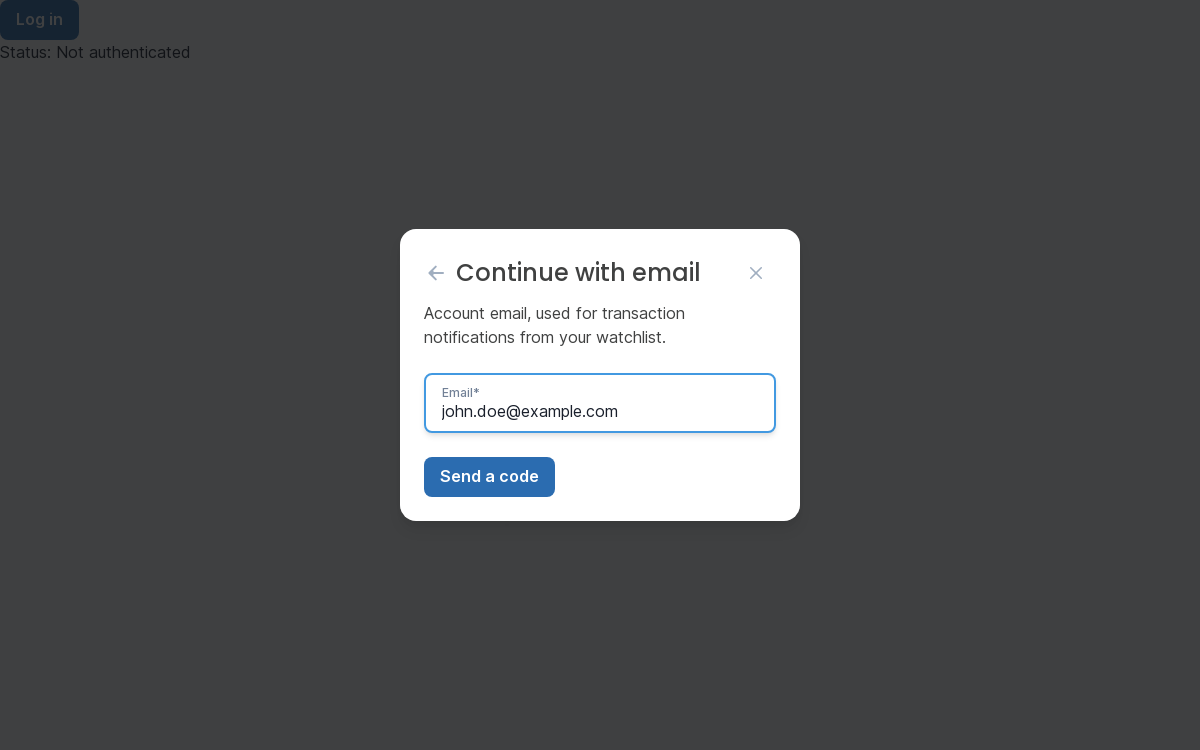 Log in
Status: Not authenticated
Continue with email
Account email, used for transaction
notifications from your watchlist.
Email*
john.doe@example.com
Send a code